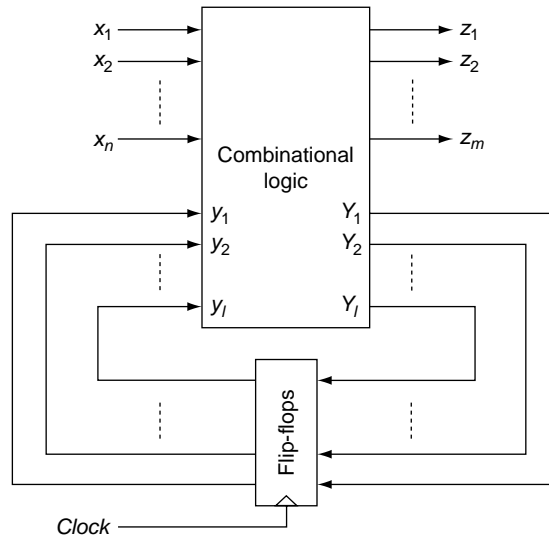 x₁ z₁
x₂ z₂
xₙ zₘ
Combinational
logic
y₁ Y₁
y₂ Y₂
yₗ Yₗ
Flip-flops
Clock